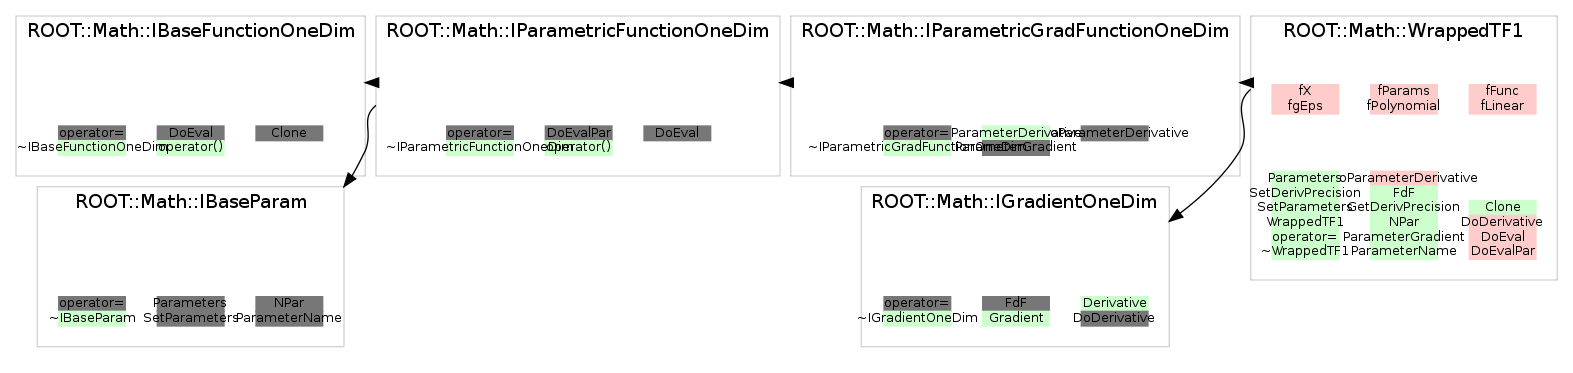 ROOT::Math::IBaseFunctionOneDim
operator= DoEval Clone
~IBaseFunctionOneDim operator()
ROOT::Math::IParametricFunctionOneDim
operator= DoEvalPar DoEval
~IParametricFunctionOneDim operator()
ROOT::Math::IParametricGradFunctionOneDim
operator= ParameterDerivative DoParameterDerivative
~IParametricGradFunctionOneDim ParameterGradient
ROOT::Math::WrappedTF1
fX fParams fFunc
fgEps fPolynomial fLinear
Parameters DoParameterDerivative
SetDerivPrecision FdF
SetParameters GetDerivPrecision Clone
WrappedTF1 NPar DoDerivative
operator= ParameterGradient DoEval
~WrappedTF1 ParameterName DoEvalPar
ROOT::Math::IBaseParam
operator= Parameters NPar
~IBaseParam SetParameters ParameterName
ROOT::Math::IGradientOneDim
operator= FdF Derivative
~IGradientOneDim Gradient DoDerivative